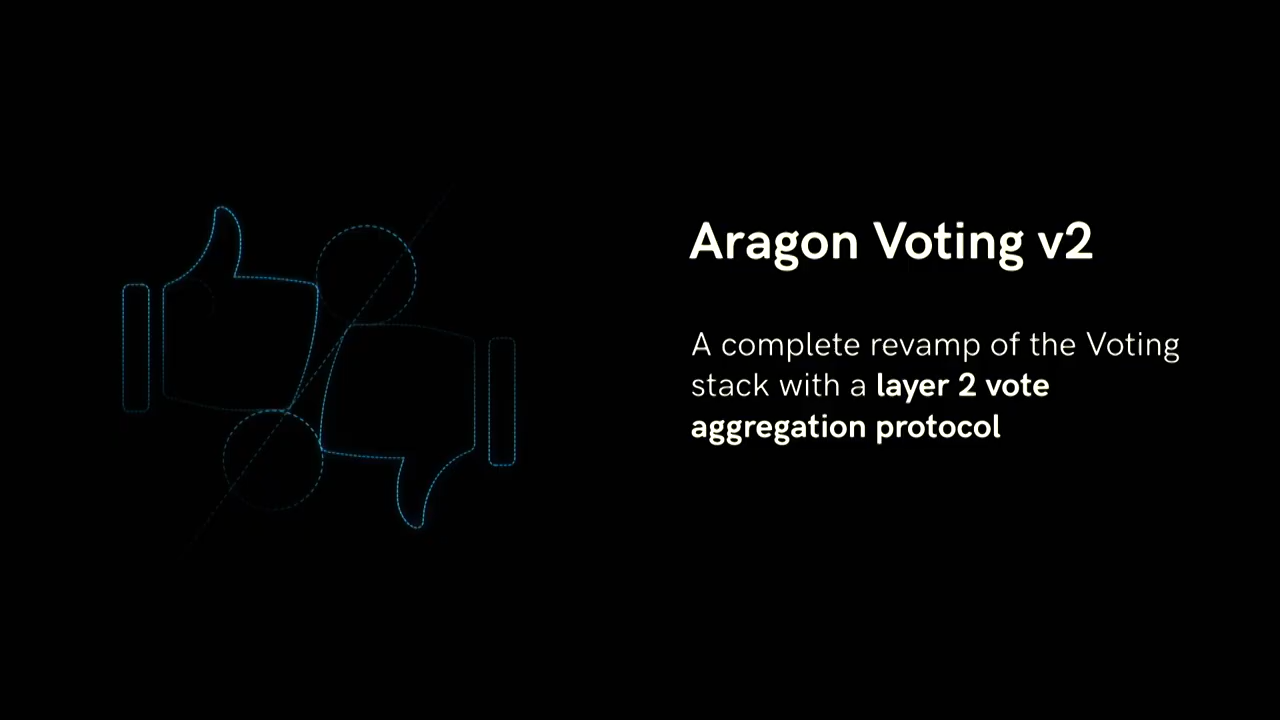 Aragon Voting v2
A complete revamp of the Voting
stack with a layer 2 vote
aggregation protocol